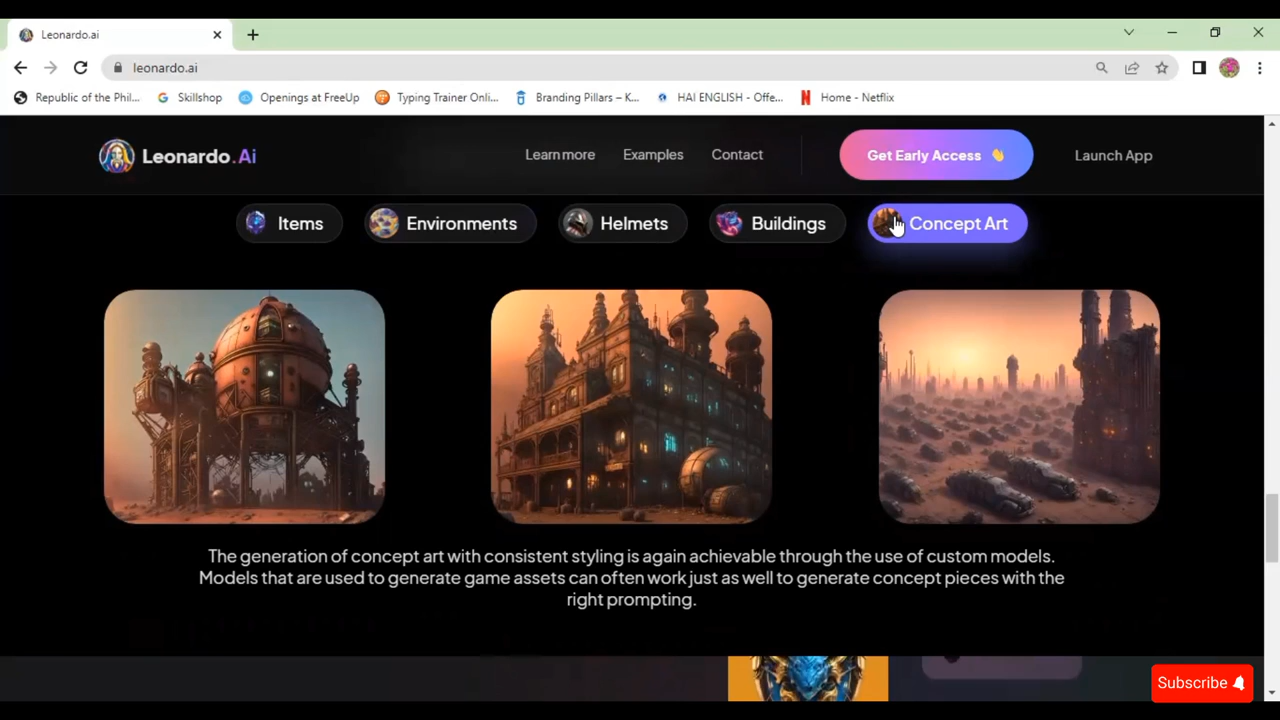 Leonardo.ai
leonardo.ai
Republic of the Phil... Skillshop Openings at FreeUp Typing Trainer Onli... Branding Pillars – K... HAI ENGLISH - Offe... Home - Netflix
Leonardo.Ai Learn more Examples Contact Get Early Access 👋 Launch App
Items Environments Helmets Buildings Concept Art
The generation of concept art with consistent styling is again achievable through the use of custom models.
Models that are used to generate game assets can often work just as well to generate concept pieces with the
right prompting.
Subscribe